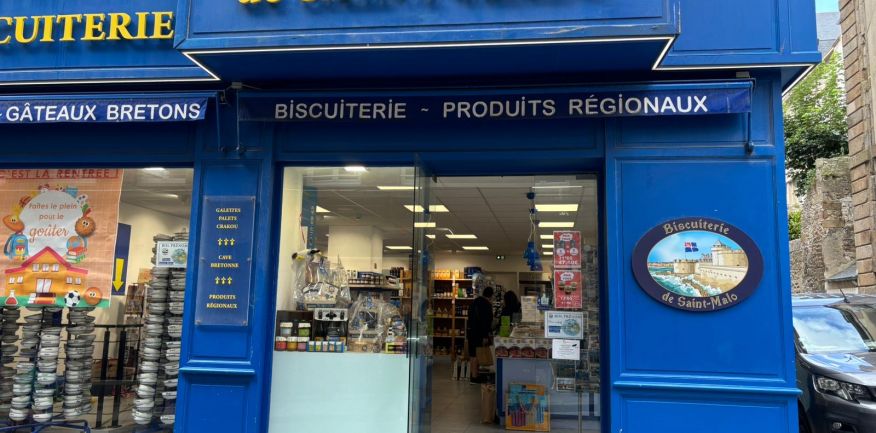 CUITERIE
GÂTEAUX BRETONS
BISCUITERIE ~ PRODUITS RÉGIONAUX
C'EST LA RENTRÉE !
faites le plein
pour le
goûter
GALETTES
PALETS
CRAKOU
CAVE
BRETONNE
PRODUITS
RÉGIONAUX
Biscuiterie
de Saint-Malo